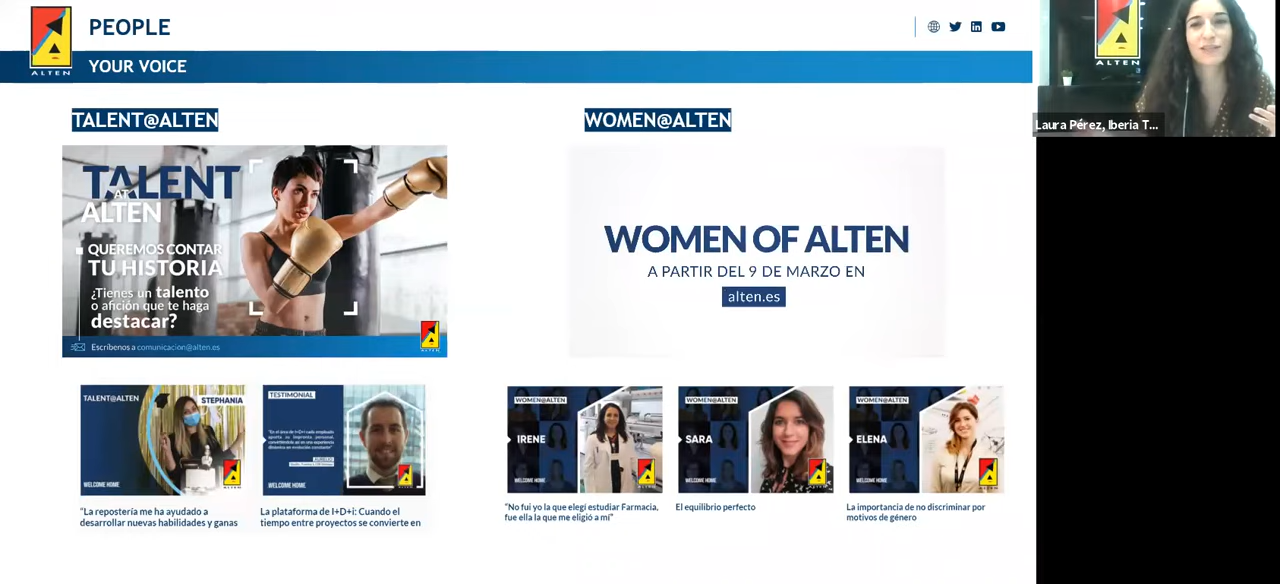 PEOPLE
ALTEN
YOUR VOICE
TALENT@ALTEN
WOMEN@ALTEN
TALENT
AT
ALTEN
QUEREMOS CONTAR
TU HISTORIA
¿Tienes un talento
o afición que te haga
destacar?
Escríbenos a comunicacion@alten.es
WOMEN OF ALTEN
A PARTIR DEL 9 DE MARZO EN
alten.es
TALENT@ALTEN
STEPHANIA
WELCOME HOME
"La repostería me ha ayudado a
desarrollar nuevas habilidades y ganas
TESTIMONIAL
WELCOME HOME
La plataforma de I+D+i: Cuando el
tiempo entre proyectos se convierte en
WOMEN@ALTEN
IRENE
WELCOME HOME
"No fui yo la que elegí estudiar Farmacia,
fue ella la que me eligió a mí"
WOMEN@ALTEN
SARA
WELCOME HOME
El equilibrio perfecto
WOMEN@ALTEN
ELENA
WELCOME HOME
La importancia de no discriminar por
motivos de género
ALTEN
Laura Pérez, Iberia T...